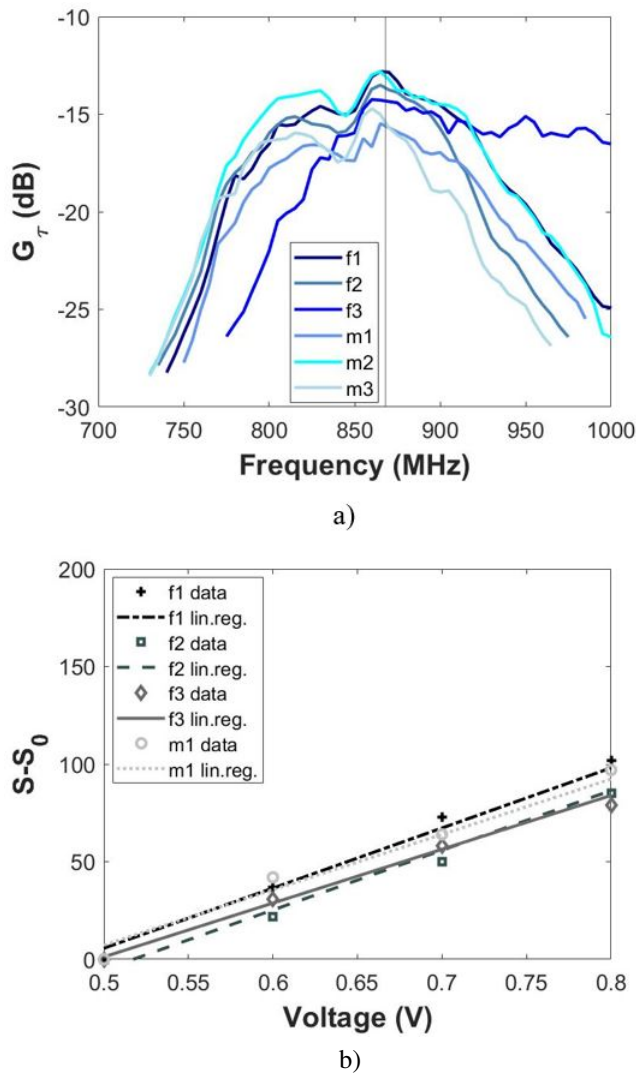 -10
-15
-20
-25
-30
G τ (dB)
f1
f2
f3
m1
m2
m3
700 750 800 850 900 950 1000
Frequency (MHz)
a)
200
150
100
50
0
S-S0
f1 data
f1 lin.reg.
f2 data
f2 lin.reg.
f3 data
f3 lin.reg.
m1 data
m1 lin.reg.
0.5 0.55 0.6 0.65 0.7 0.75 0.8
Voltage (V)
b)